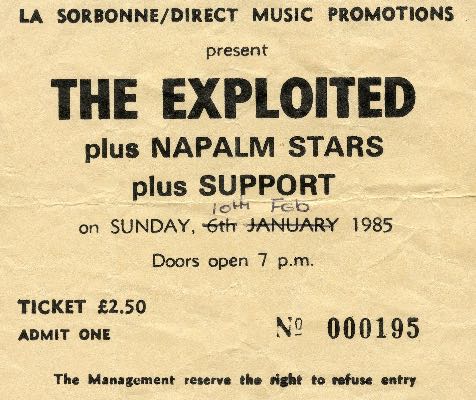 LA SORBONNE/DIRECT MUSIC PROMOTIONS
present
THE EXPLOITED
plus NAPALM STARS
plus SUPPORT
10th Feb
on SUNDAY, 6th JANUARY 1985
Doors open 7 p.m.
TICKET £2.50
ADMIT ONE
Nº 000195
The Management reserve the right to refuse entry